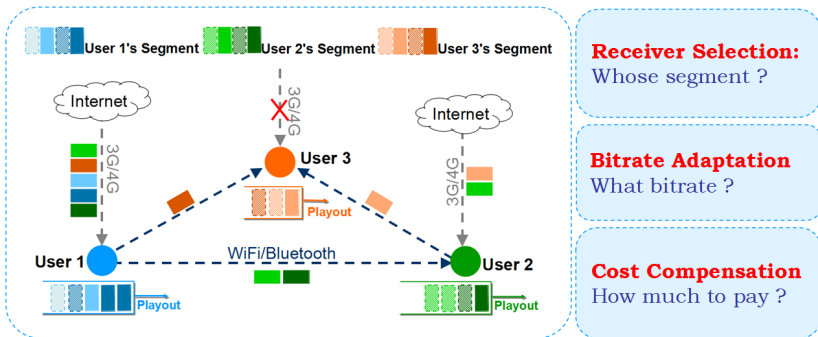 User 1's Segment
User 2's Segment
User 3's Segment
Internet
3G/4G
3G/4G
Internet
3G/4G
User 3
Playout
WiFi/Bluetooth
User 1
User 2
Playout
Playout
Receiver Selection:
Whose segment ?
Bitrate Adaptation
What bitrate ?
Cost Compensation
How much to pay ?